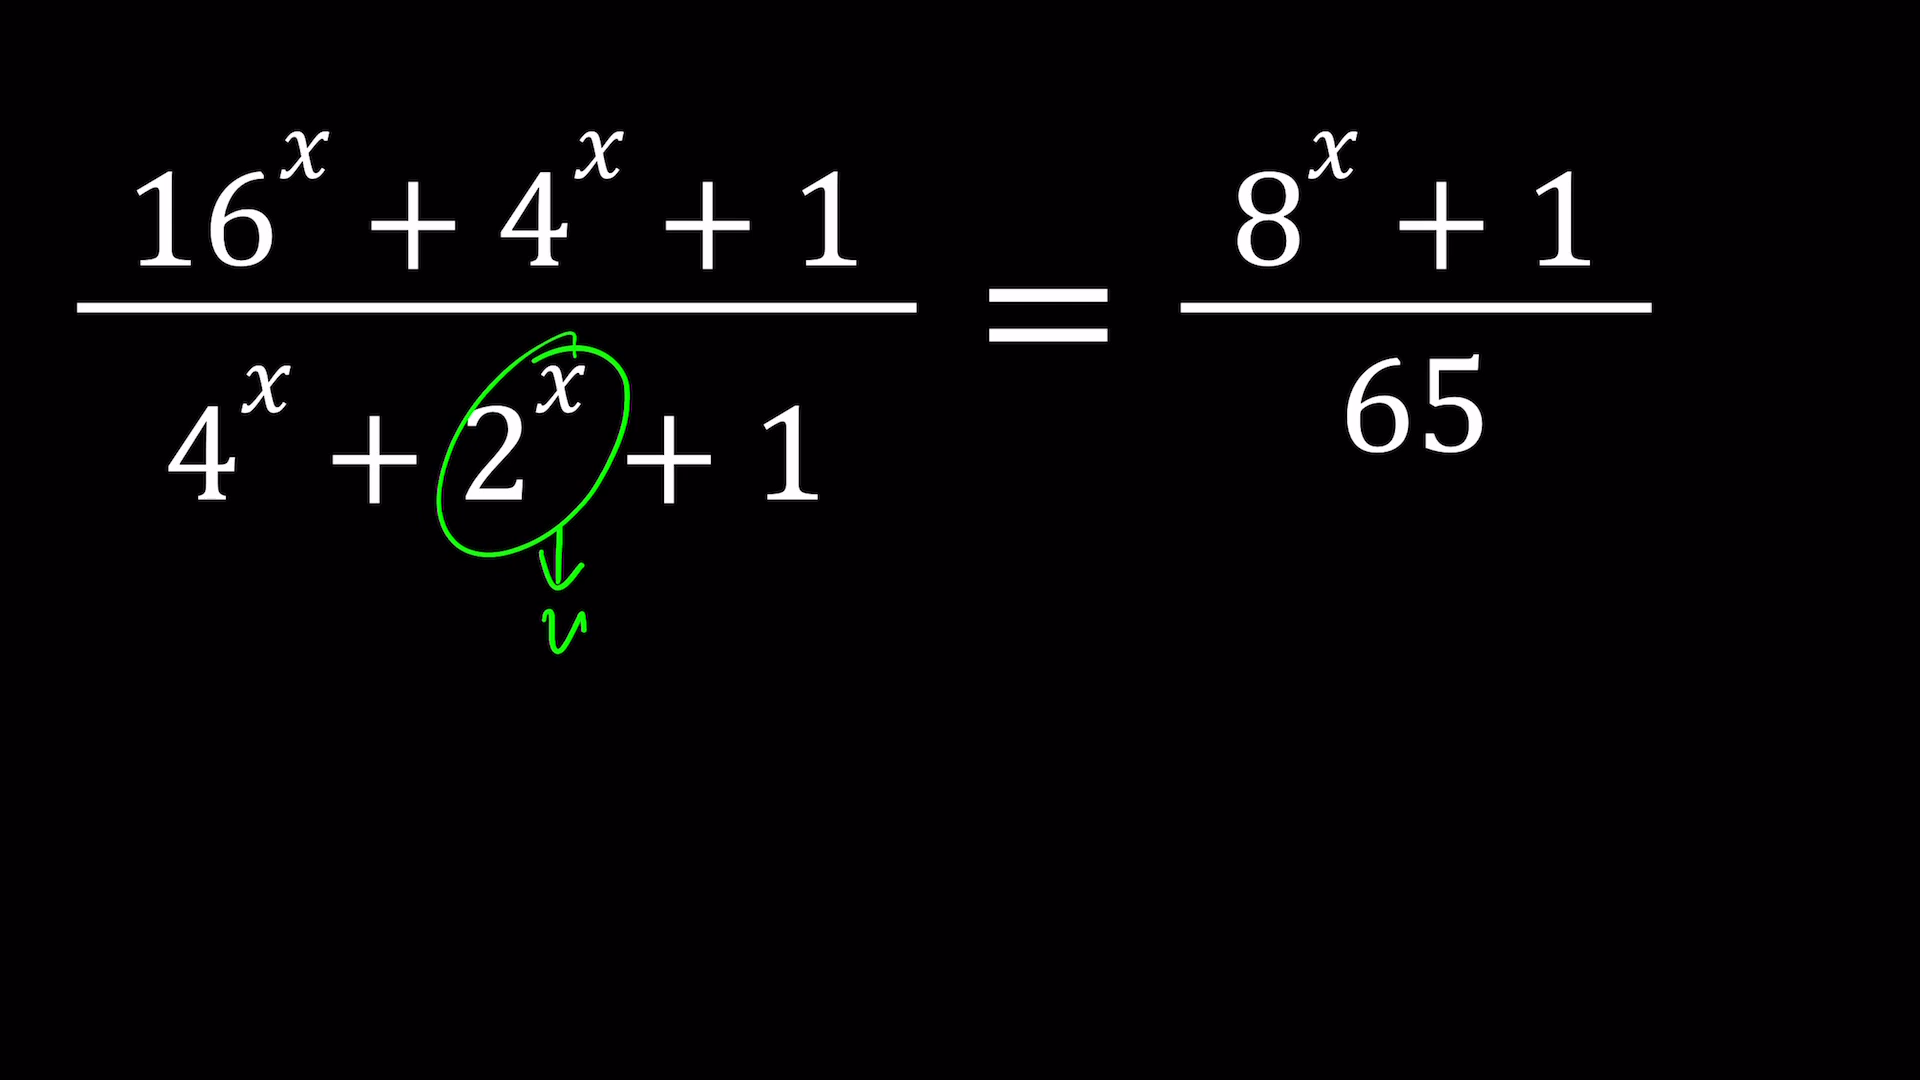 16^x + 4^x + 1 / 4^x + 2^x + 1 = 8^x + 1 / 65
u